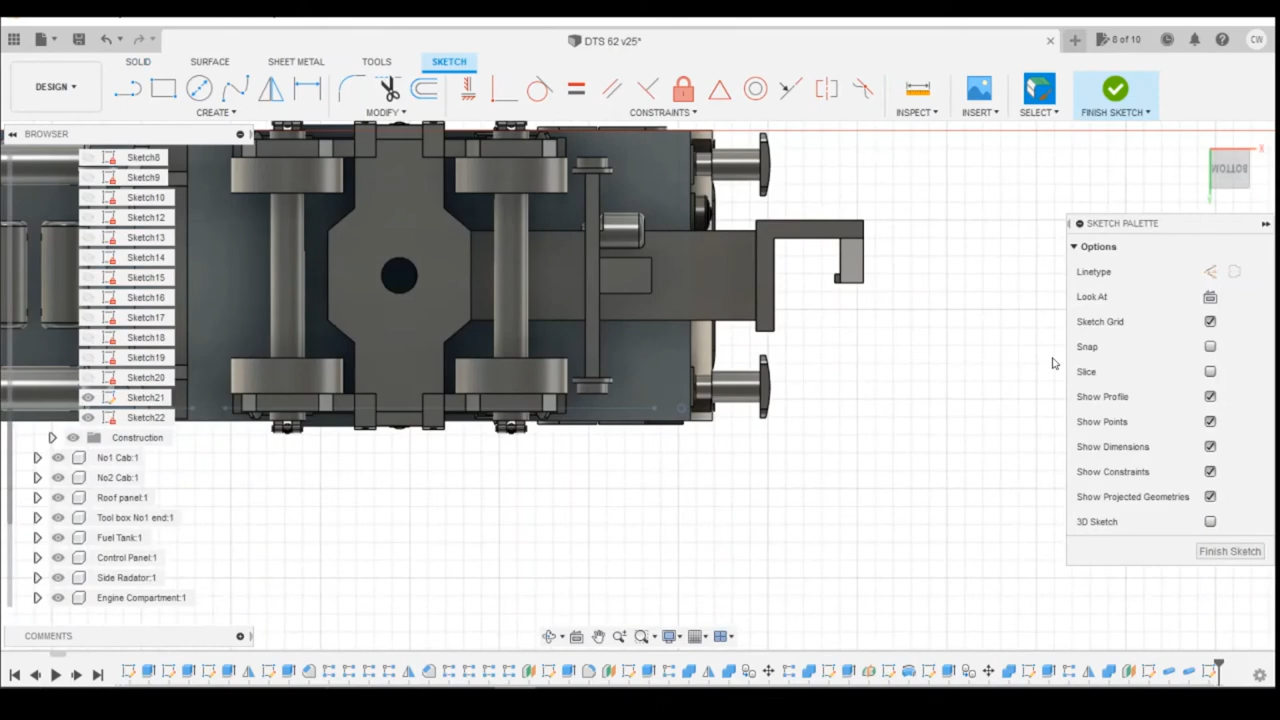 DTS 62 v25*
8 of 10
CW
DESIGN
SOLID
SURFACE
SHEET METAL
TOOLS
SKETCH
CREATE
MODIFY
CONSTRAINTS
INSPECT
INSERT
SELECT
FINISH SKETCH
BROWSER
Sketch8
Sketch9
Sketch10
Sketch12
Sketch13
Sketch14
Sketch15
Sketch16
Sketch17
Sketch18
Sketch19
Sketch20
Sketch21
Sketch22
Construction
No1 Cab:1
No2 Cab:1
Roof panel:1
Tool box No1 end:1
Fuel Tank:1
Control Panel:1
Side Radator:1
Engine Compartment:1
COMMENTS
X
BOTTOM
SKETCH PALETTE
Options
Linetype
Look At
Sketch Grid
Snap
Slice
Show Profile
Show Points
Show Dimensions
Show Constraints
Show Projected Geometries
3D Sketch
Finish Sketch